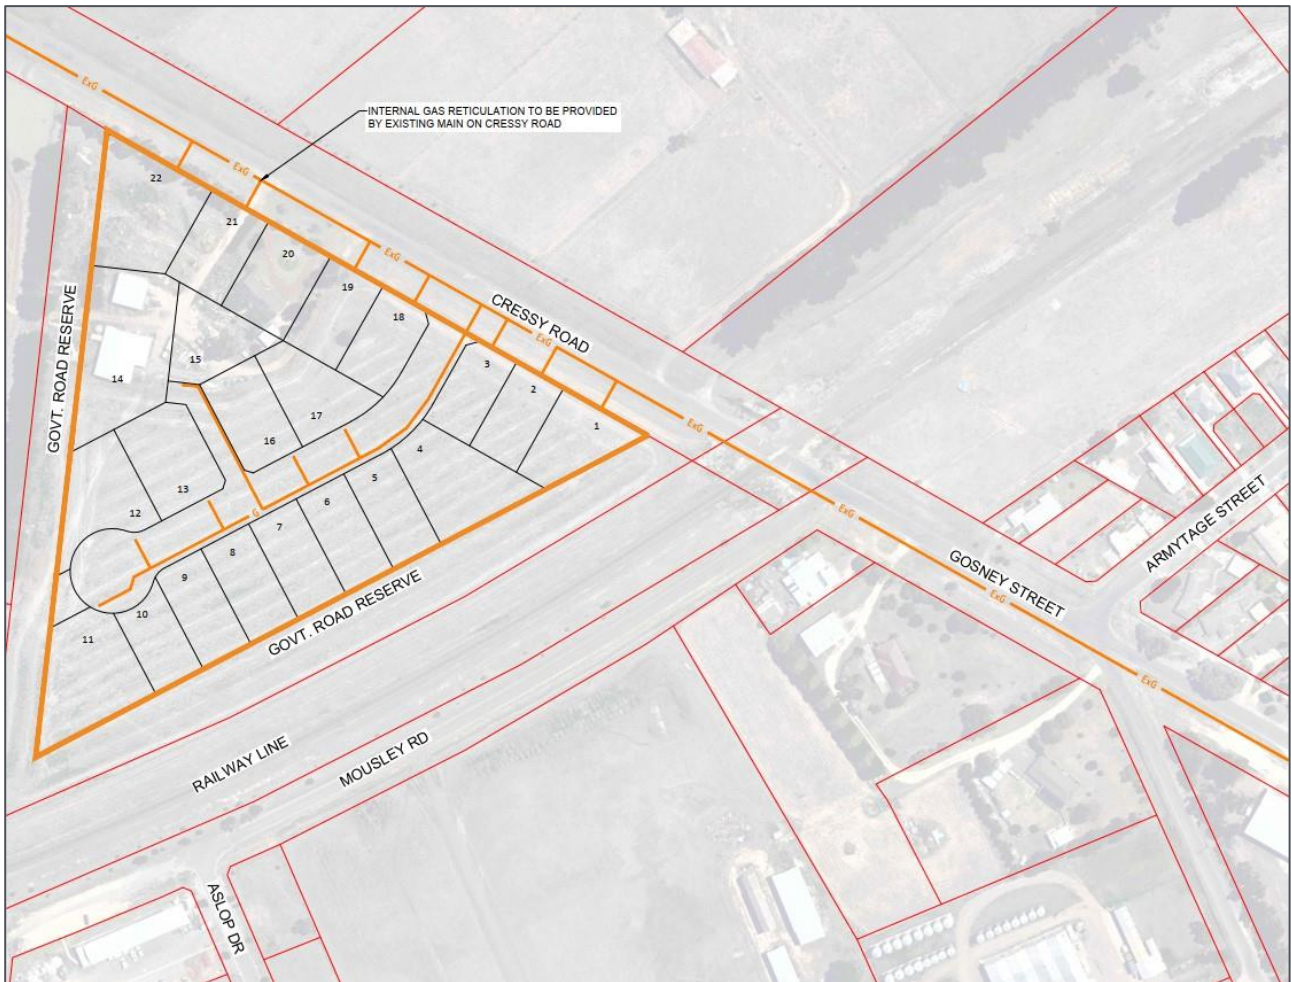 ExG
INTERNAL GAS RETICULATION TO BE PROVIDED
BY EXISTING MAIN ON CRESSY ROAD
ExG
22
21
20
ExG
19
18
CRESSY ROAD
ExG
GOVT. ROAD RESERVE
15
14
3
2
1
17
16
4
5
ExG
13
12
6
7
8
9
10
11
G
GOVT. ROAD RESERVE
ExG
GOSNEY STREET
ExG
ARMYTAGE STREET
ExG
RAILWAY LINE
MOUSLEY RD
ASLOP DR